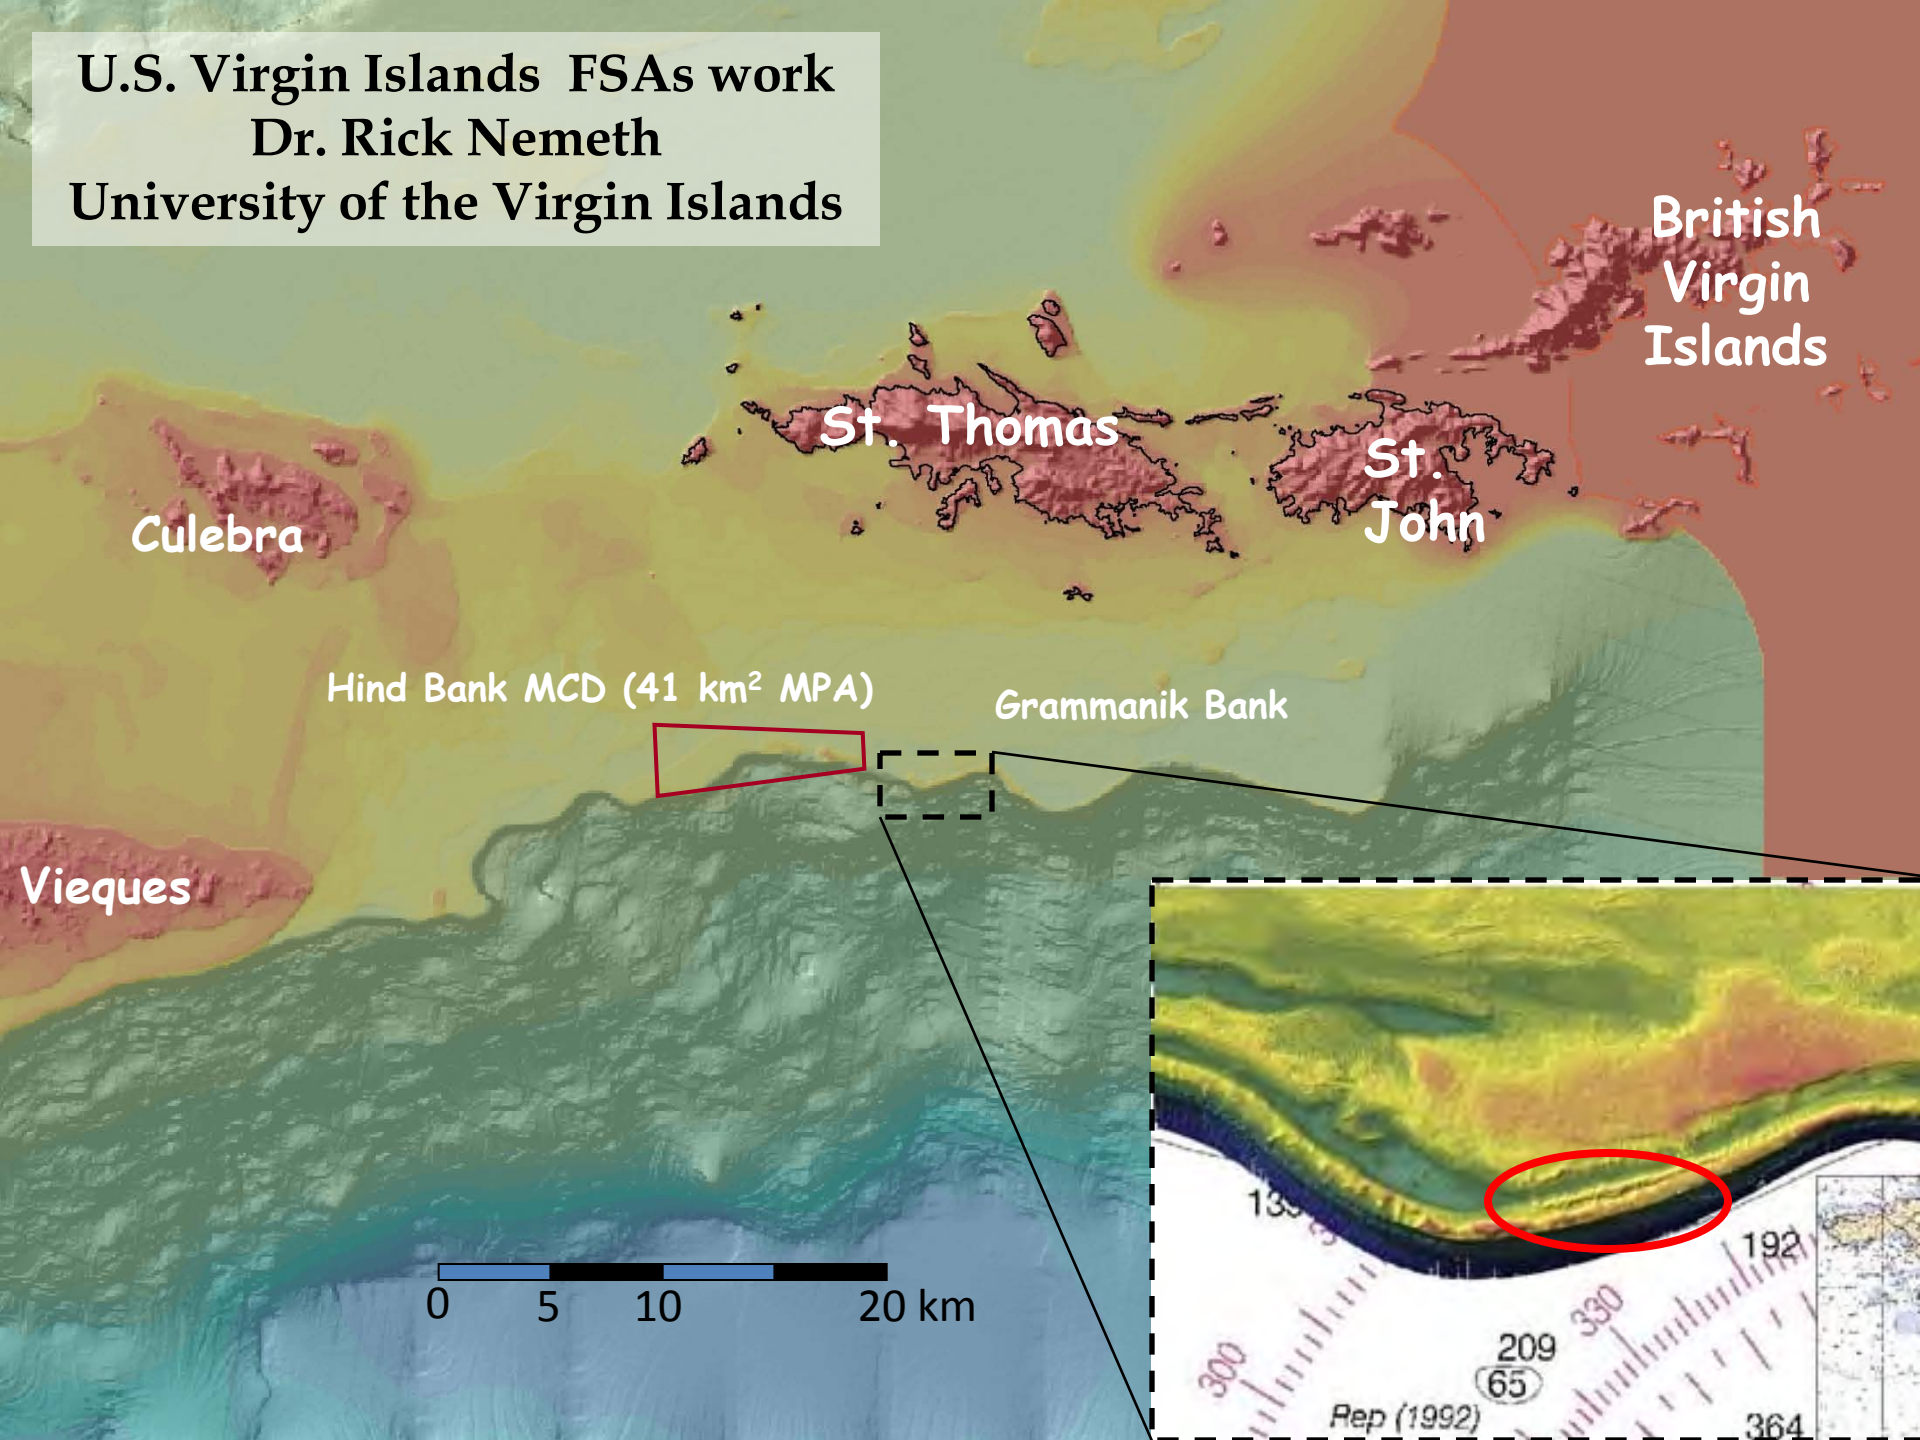 U.S. Virgin Islands  FSAs work
Dr. Rick Nemeth
University of the Virgin Islands
British
Virgin
Islands
St. Thomas
St.
John
Culebra
Hind Bank MCD (41 km² MPA)
Grammanik Bank
Vieques
0 5 10 20 km
192
330
300
209
65
Rep (1992)
364